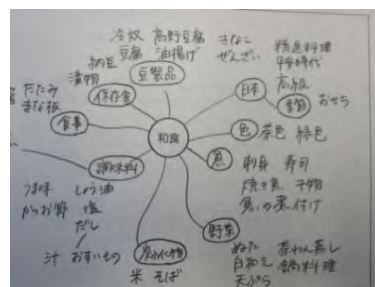 冷奴 高野豆腐 きなこ
豆腐 油揚げ ぜんざい
納豆
漬物
豆製品
保存食
精進料理
平安時代
高級
日本
季節 おせち
たたみ
まな板
食事
和食
色 茶色 緑色
魚
刺身 寿司
焼き魚 干物
魚の煮付け
調味料
うま味 しょう油
かつお節 塩
だし
汁 おすいもの
炭水化物
米 そば
野菜
ぬた 茶わん蒸し
白和え 鍋料理
天ぷら